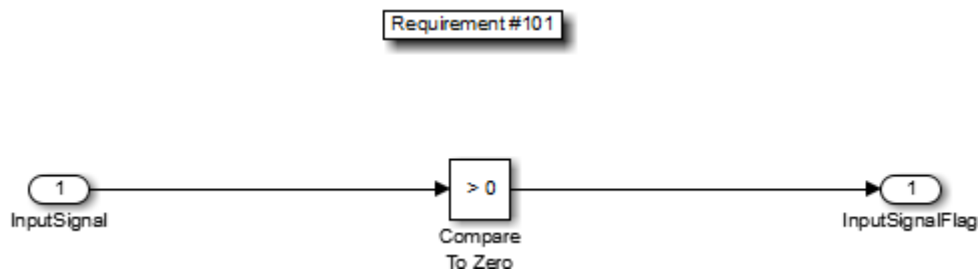 Requirement #101
1
> 0
1
InputSignal
InputSignalFlag
Compare
To Zero